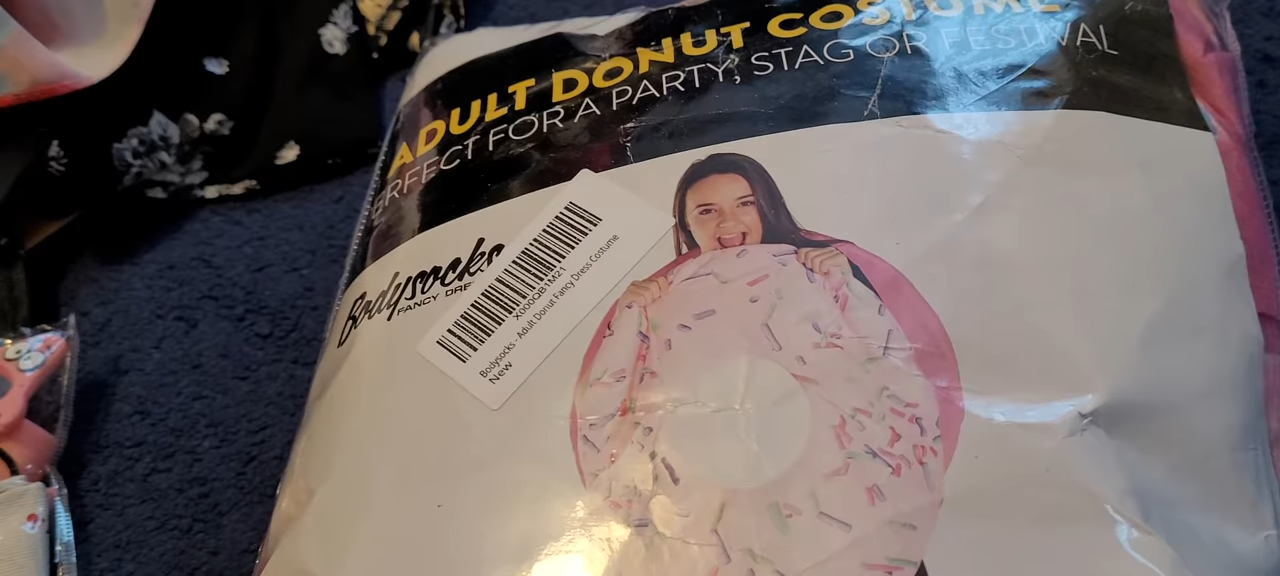 ADULT DONUT COSTUME
ERFECT FOR A PARTY, STAG OR FESTIVAL
Bodysocks
FANCY DRE
X000QB1M21
Bodysocks - Adult Donut Fancy Dress Costume
New